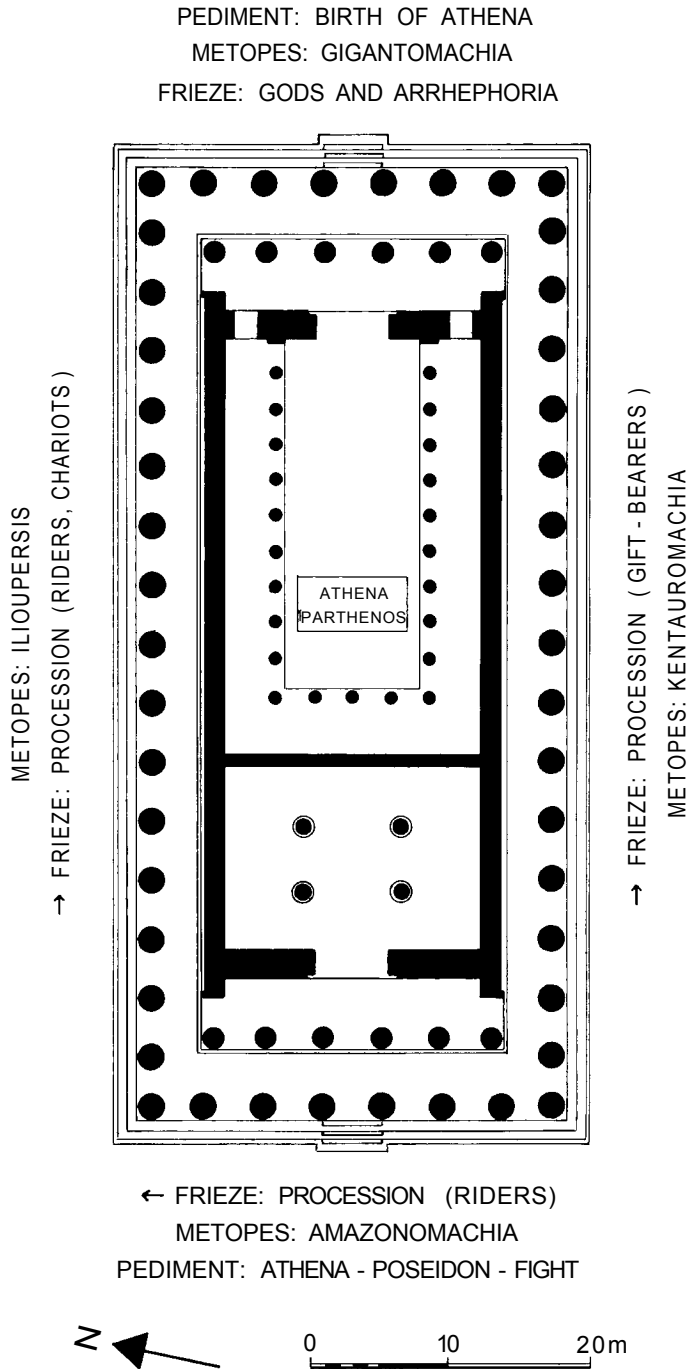 PEDIMENT: BIRTH OF ATHENA
METOPES: GIGANTOMACHIA
FRIEZE: GODS AND ARRHEPHORIA
METOPES: ILIOUPERSIS
→ FRIEZE: PROCESSION (RIDERS, CHARIOTS)
ATHENA
PARTHENOS
→ FRIEZE: PROCESSION (GIFT-BEARERS)
METOPES: KENTAUROMACHIA
← FRIEZE: PROCESSION (RIDERS)
METOPES: AMAZONOMACHIA
PEDIMENT: ATHENA - POSEIDON - FIGHT
N
0 10 20m